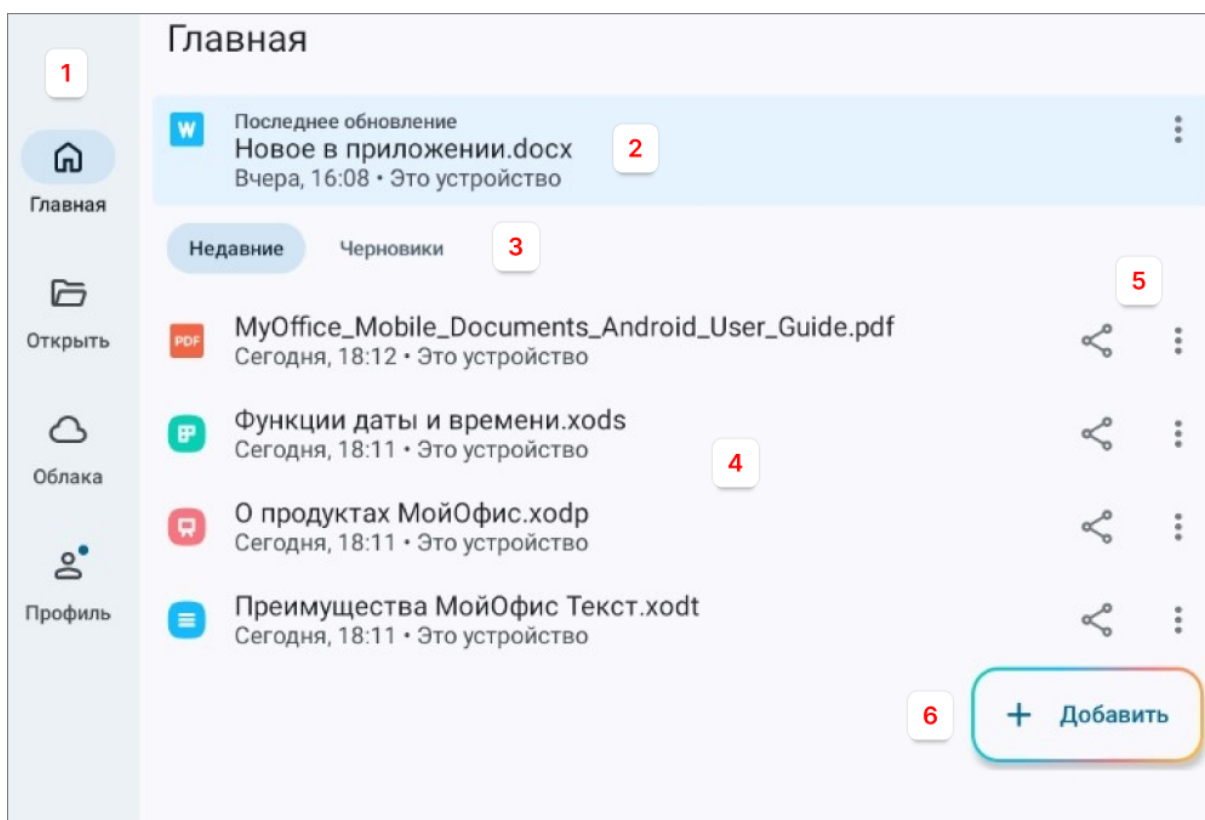 Главная
1
Главная
Открыть
Облака
Профиль
W
Последнее обновление
Новое в приложении.docx
Вчера, 16:08 • Это устройство
2
Недавние
Черновики
3
5
PDF
MyOffice_Mobile_Documents_Android_User_Guide.pdf
Сегодня, 18:12 • Это устройство
Функции даты и времени.xods
Сегодня, 18:11 • Это устройство
4
О продуктах МойОфис.xodp
Сегодня, 18:11 • Это устройство
Преимущества МойОфис Текст.xodt
Сегодня, 18:11 • Это устройство
6
+ Добавить